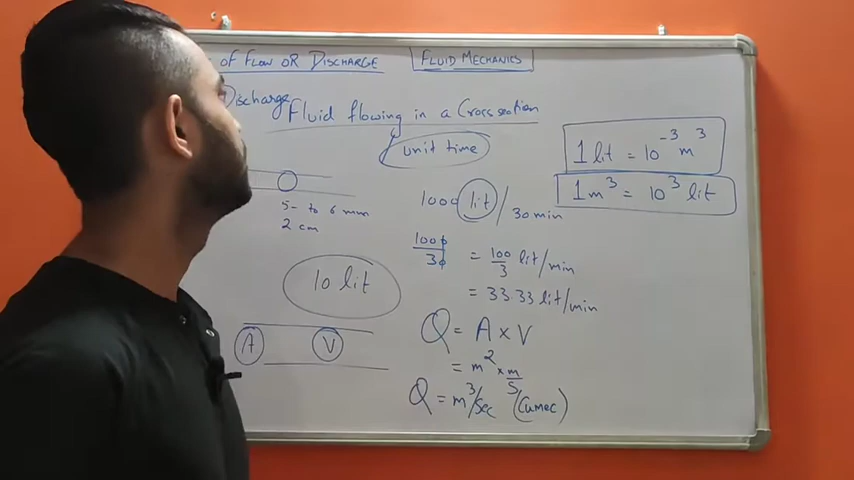 OF FLOW OR DISCHARGE
FLUID MECHANICS
Discharge
Fluid flowing in a Cross section
unit time
5- to 6 mm
2 cm
10 lit
A V
1000 lit / 30 min
1000 / 30 = 100/3 lit/min
= 33.33 lit/min
Q = A × V
= m² × m/s
Q = m³/sec (Cumec)
1 lit = 10⁻³ m³
1 m³ = 10³ lit